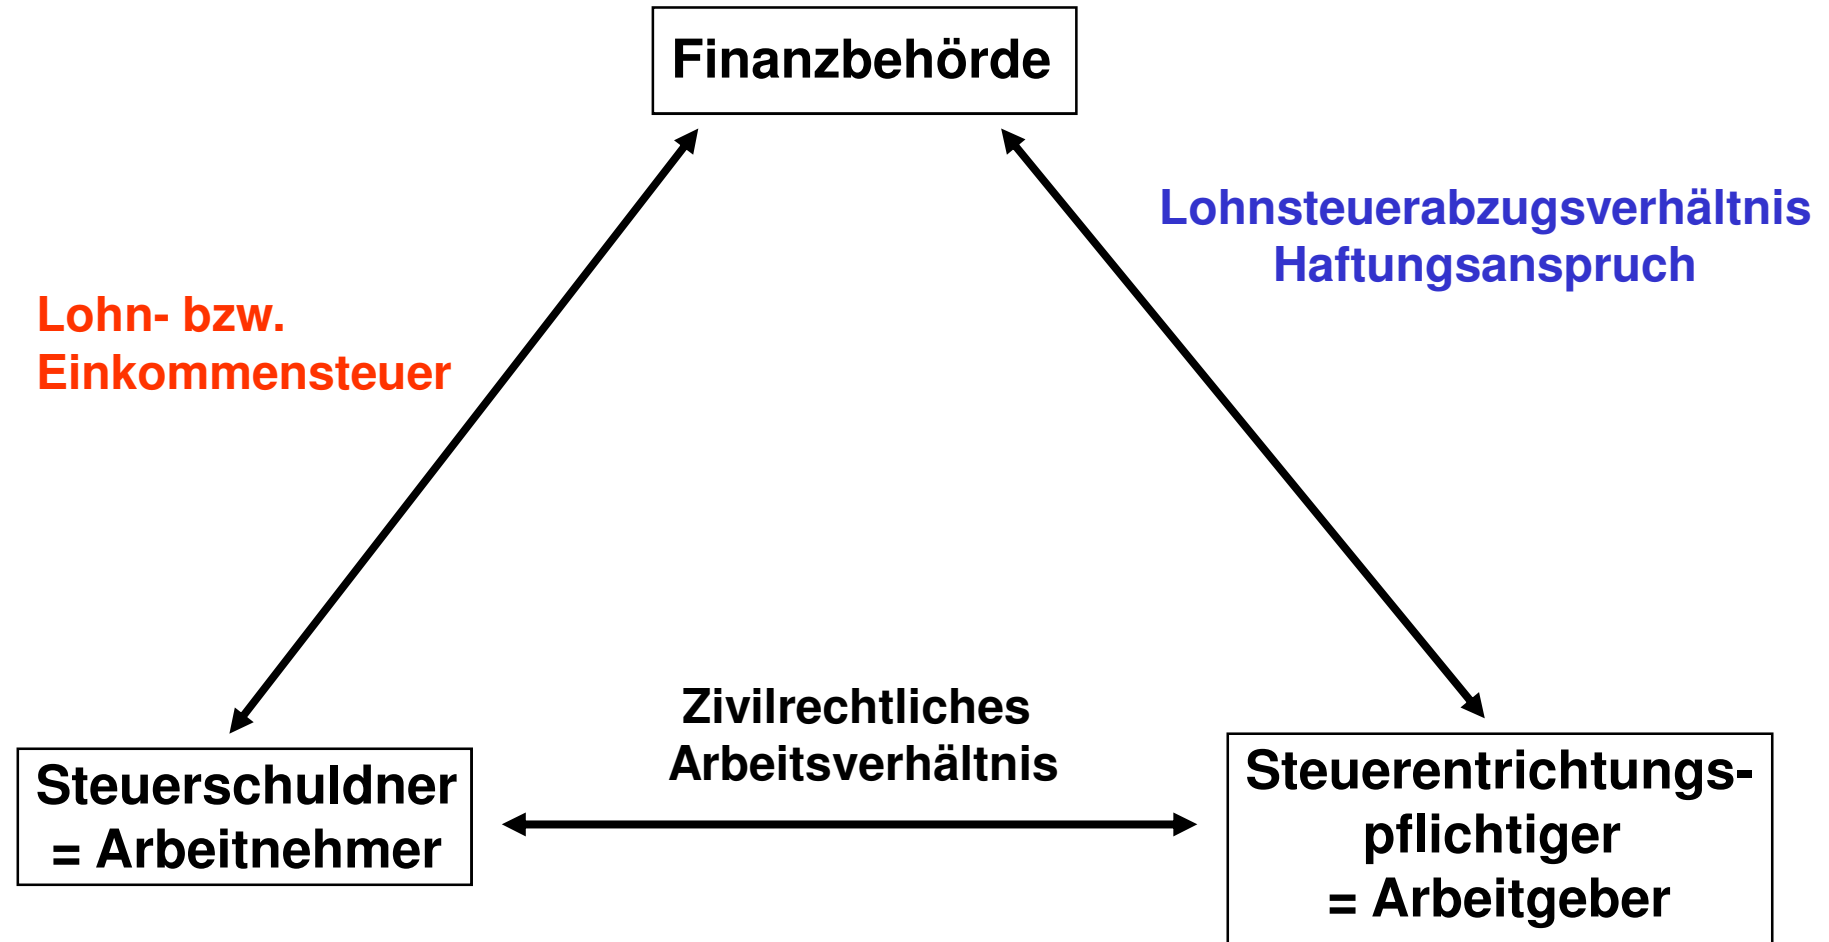 Finanzbehörde
Lohnsteuerabzugsverhältnis
Haftungsanspruch
Lohn- bzw.
Einkommensteuer
Zivilrechtliches
Arbeitsverhältnis
Steuerschuldner
= Arbeitnehmer
Steuerentrichtungs-
pflichtiger
= Arbeitgeber